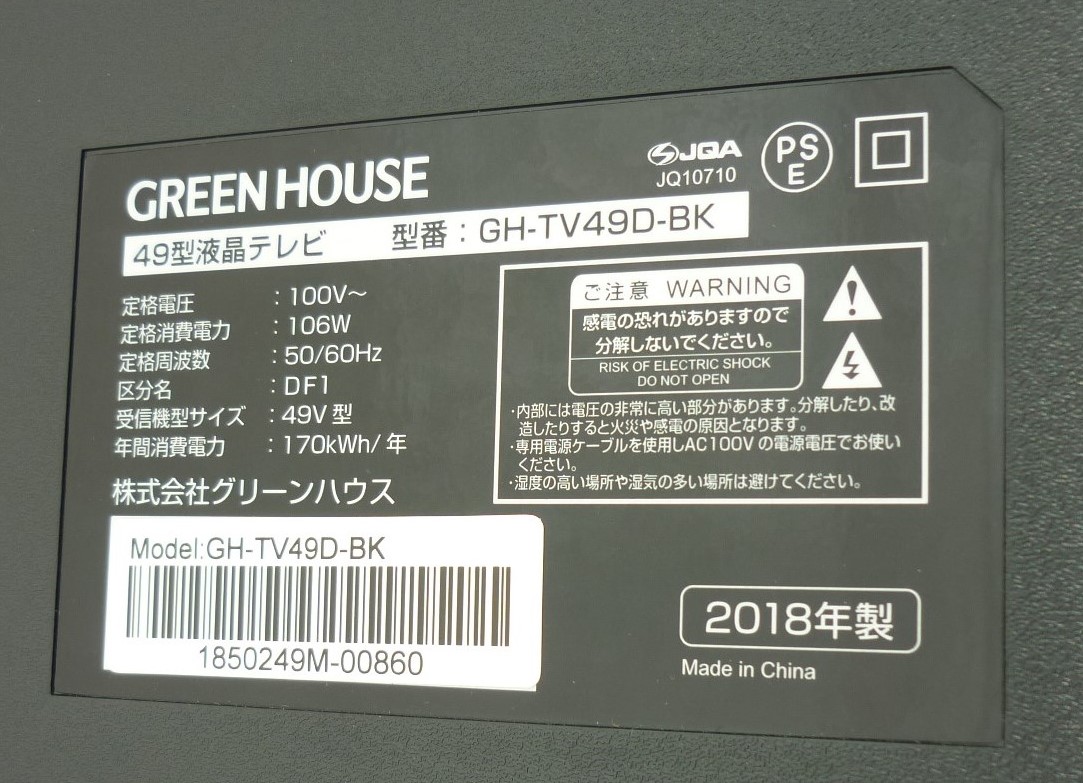 GREEN HOUSE
JQA
JQ10710
PS
E
49型液晶テレビ 型番：GH-TV49D-BK
定格電圧 ：100V～
定格消費電力 ：106W
定格周波数 ：50/60Hz
区分名 ：DF1
受信機型サイズ ：49V型
年間消費電力 ：170kWh/年
株式会社グリーンハウス
ご注意 WARNING
感電の恐れがありますので
分解しないでください。
RISK OF ELECTRIC SHOCK
DO NOT OPEN
・内部には電圧の非常に高い部分があります。分解したり、改
造したりすると火災や感電の原因となります。
・専用電源ケーブルを使用しAC100Vの電源電圧でお使い
ください。
・湿度の高い場所や湿気の多い場所は避けてください。
Model:GH-TV49D-BK
1850249M-00860
2018年製
Made in China